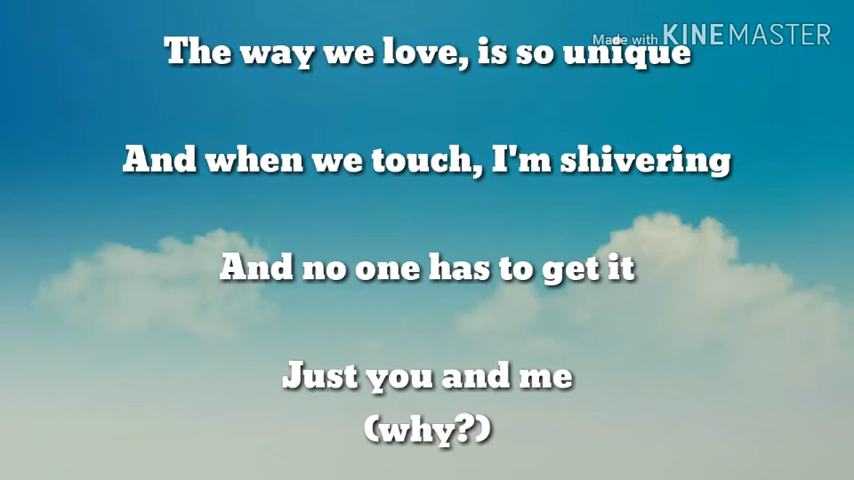 Made with KINEMASTER
The way we love, is so unique
And when we touch, I'm shivering
And no one has to get it
Just you and me
(why?)